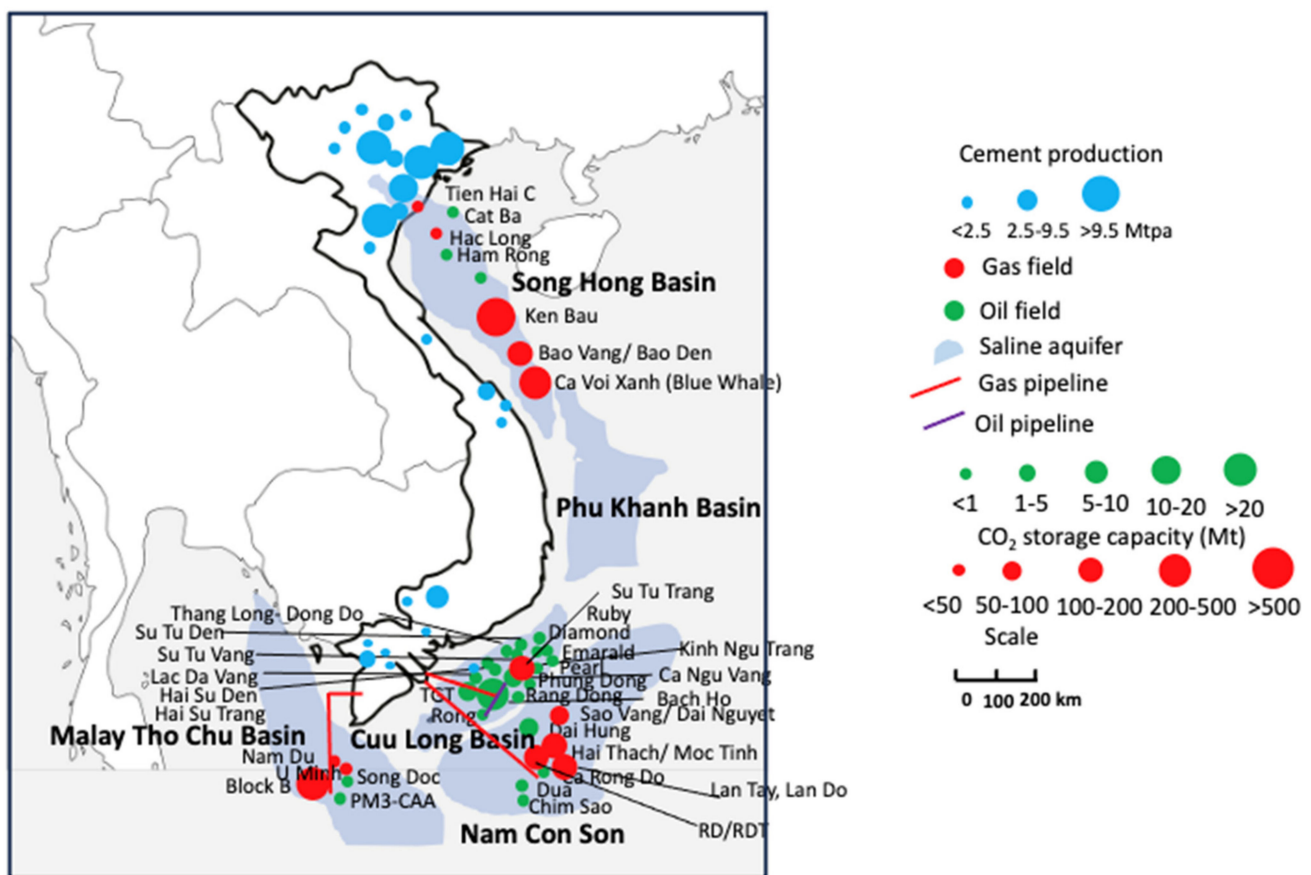 Tien Hai C
Cat Ba
Hac Long
Ham Rong
Song Hong Basin
Ken Bau
Bao Vang/ Bao Den
Ca Voi Xanh (Blue Whale)
Phu Khanh Basin
Su Tu Trang
Thang Long- Dong Do
Ruby
Su Tu Den
Diamond
Su Tu Vang
Emarald
Kinh Ngu Trang
Pearl
Lac Da Vang
Phung Dong
Ca Ngu Vang
Hai Su Den
TGT
Rang Dong
Bach Ho
Hai Su Trang
Rong
Sao Vang/ Dai Nguyet
Malay Tho Chu Basin
Cuu Long Basin
Dai Hung
Nam Du
Hai Thach/ Moc Tinh
U Minh
Song Doc
Ca Rong Do
Block B
Dua
Lan Tay, Lan Do
PM3-CAA
Chim Sao
Nam Con Son
RD/RDT
Cement production
<2.5 2.5-9.5 >9.5 Mtpa
Gas field
Oil field
Saline aquifer
Gas pipeline
Oil pipeline
<1 1-5 5-10 10-20 >20
CO₂ storage capacity (Mt)
<50 50-100 100-200 200-500 >500
Scale
0 100 200 km